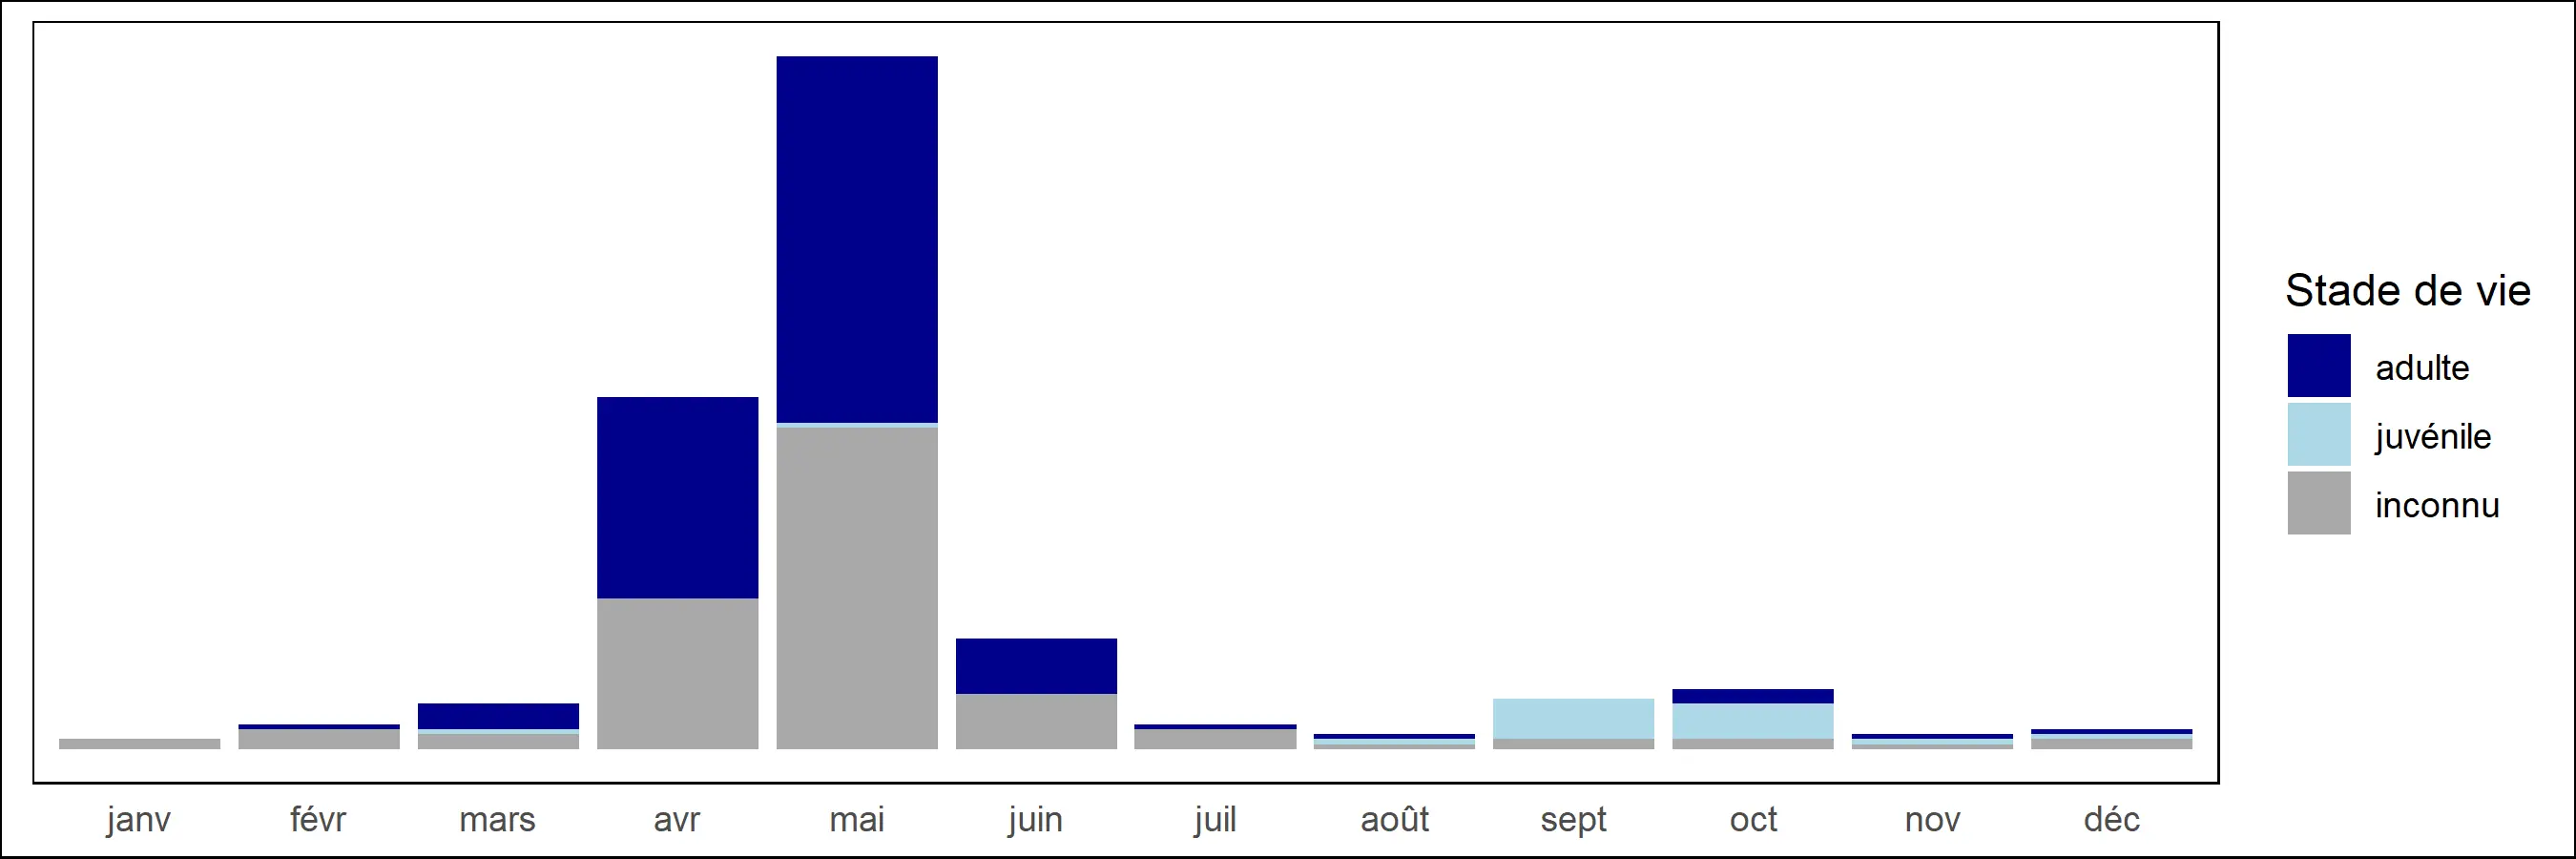 Stade de vie
adulte
juvénile
inconnu
janv févr mars avr mai juin juil août sept oct nov déc